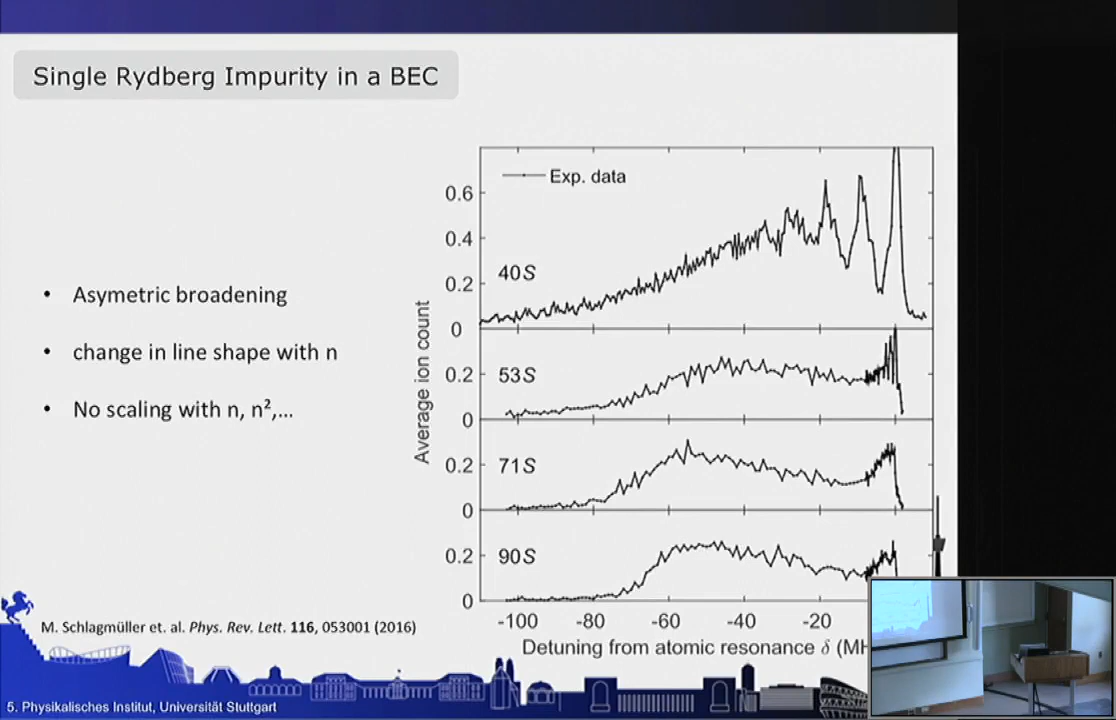 Single Rydberg Impurity in a BEC
• Asymetric broadening
• change in line shape with n
• No scaling with n, n²,...
Exp. data
Average ion count
40S
0.6
0.4
0.2
0
53S
0.2
0
71S
0.2
0
90S
0.2
0
-100 -80 -60 -40 -20
Detuning from atomic resonance δ (MH
M. Schlagmüller et. al. Phys. Rev. Lett. 116, 053001 (2016)
5. Physikalisches Institut, Universität Stuttgart